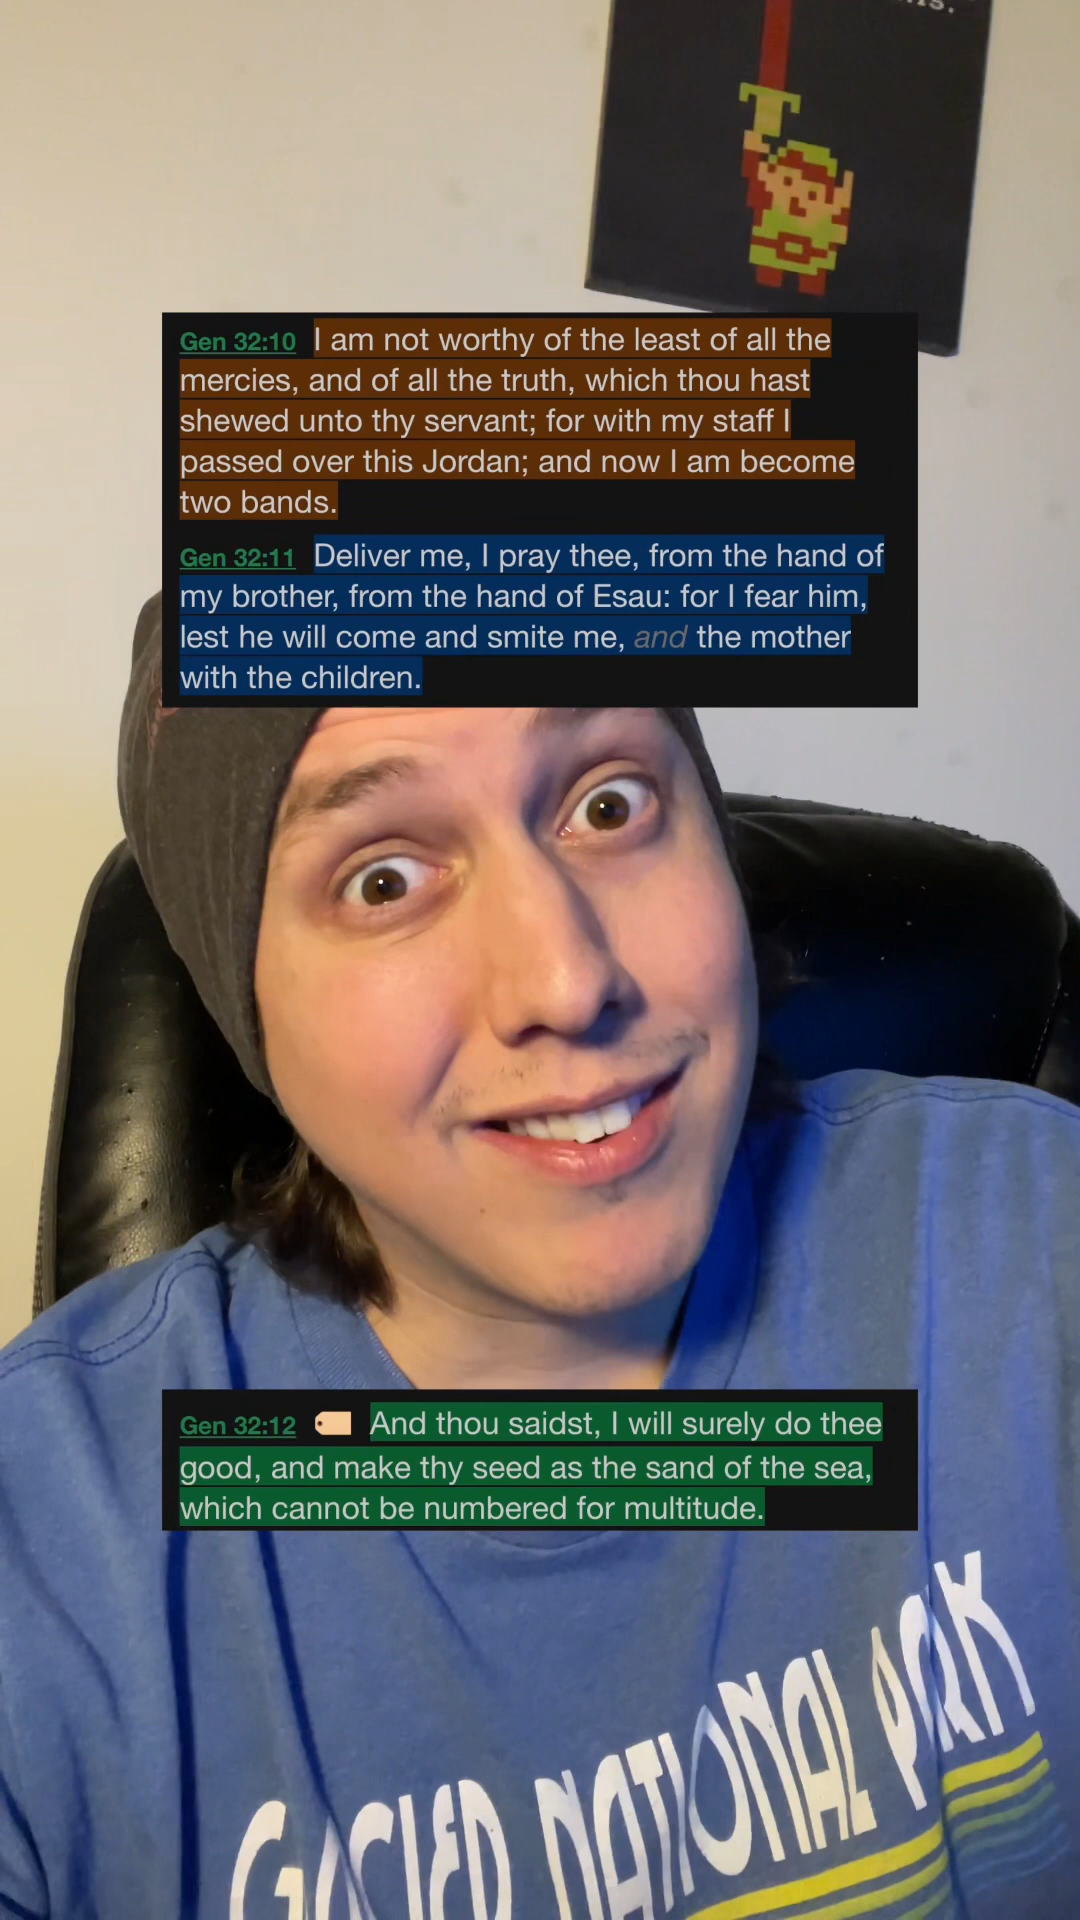 Gen 32:10 I am not worthy of the least of all the
mercies, and of all the truth, which thou hast
shewed unto thy servant; for with my staff I
passed over this Jordan; and now I am become
two bands.
Gen 32:11 Deliver me, I pray thee, from the hand of
my brother, from the hand of Esau: for I fear him,
lest he will come and smite me, and the mother
with the children.
Gen 32:12 And thou saidst, I will surely do thee
good, and make thy seed as the sand of the sea,
which cannot be numbered for multitude.
GLACIER NATIONAL PARK